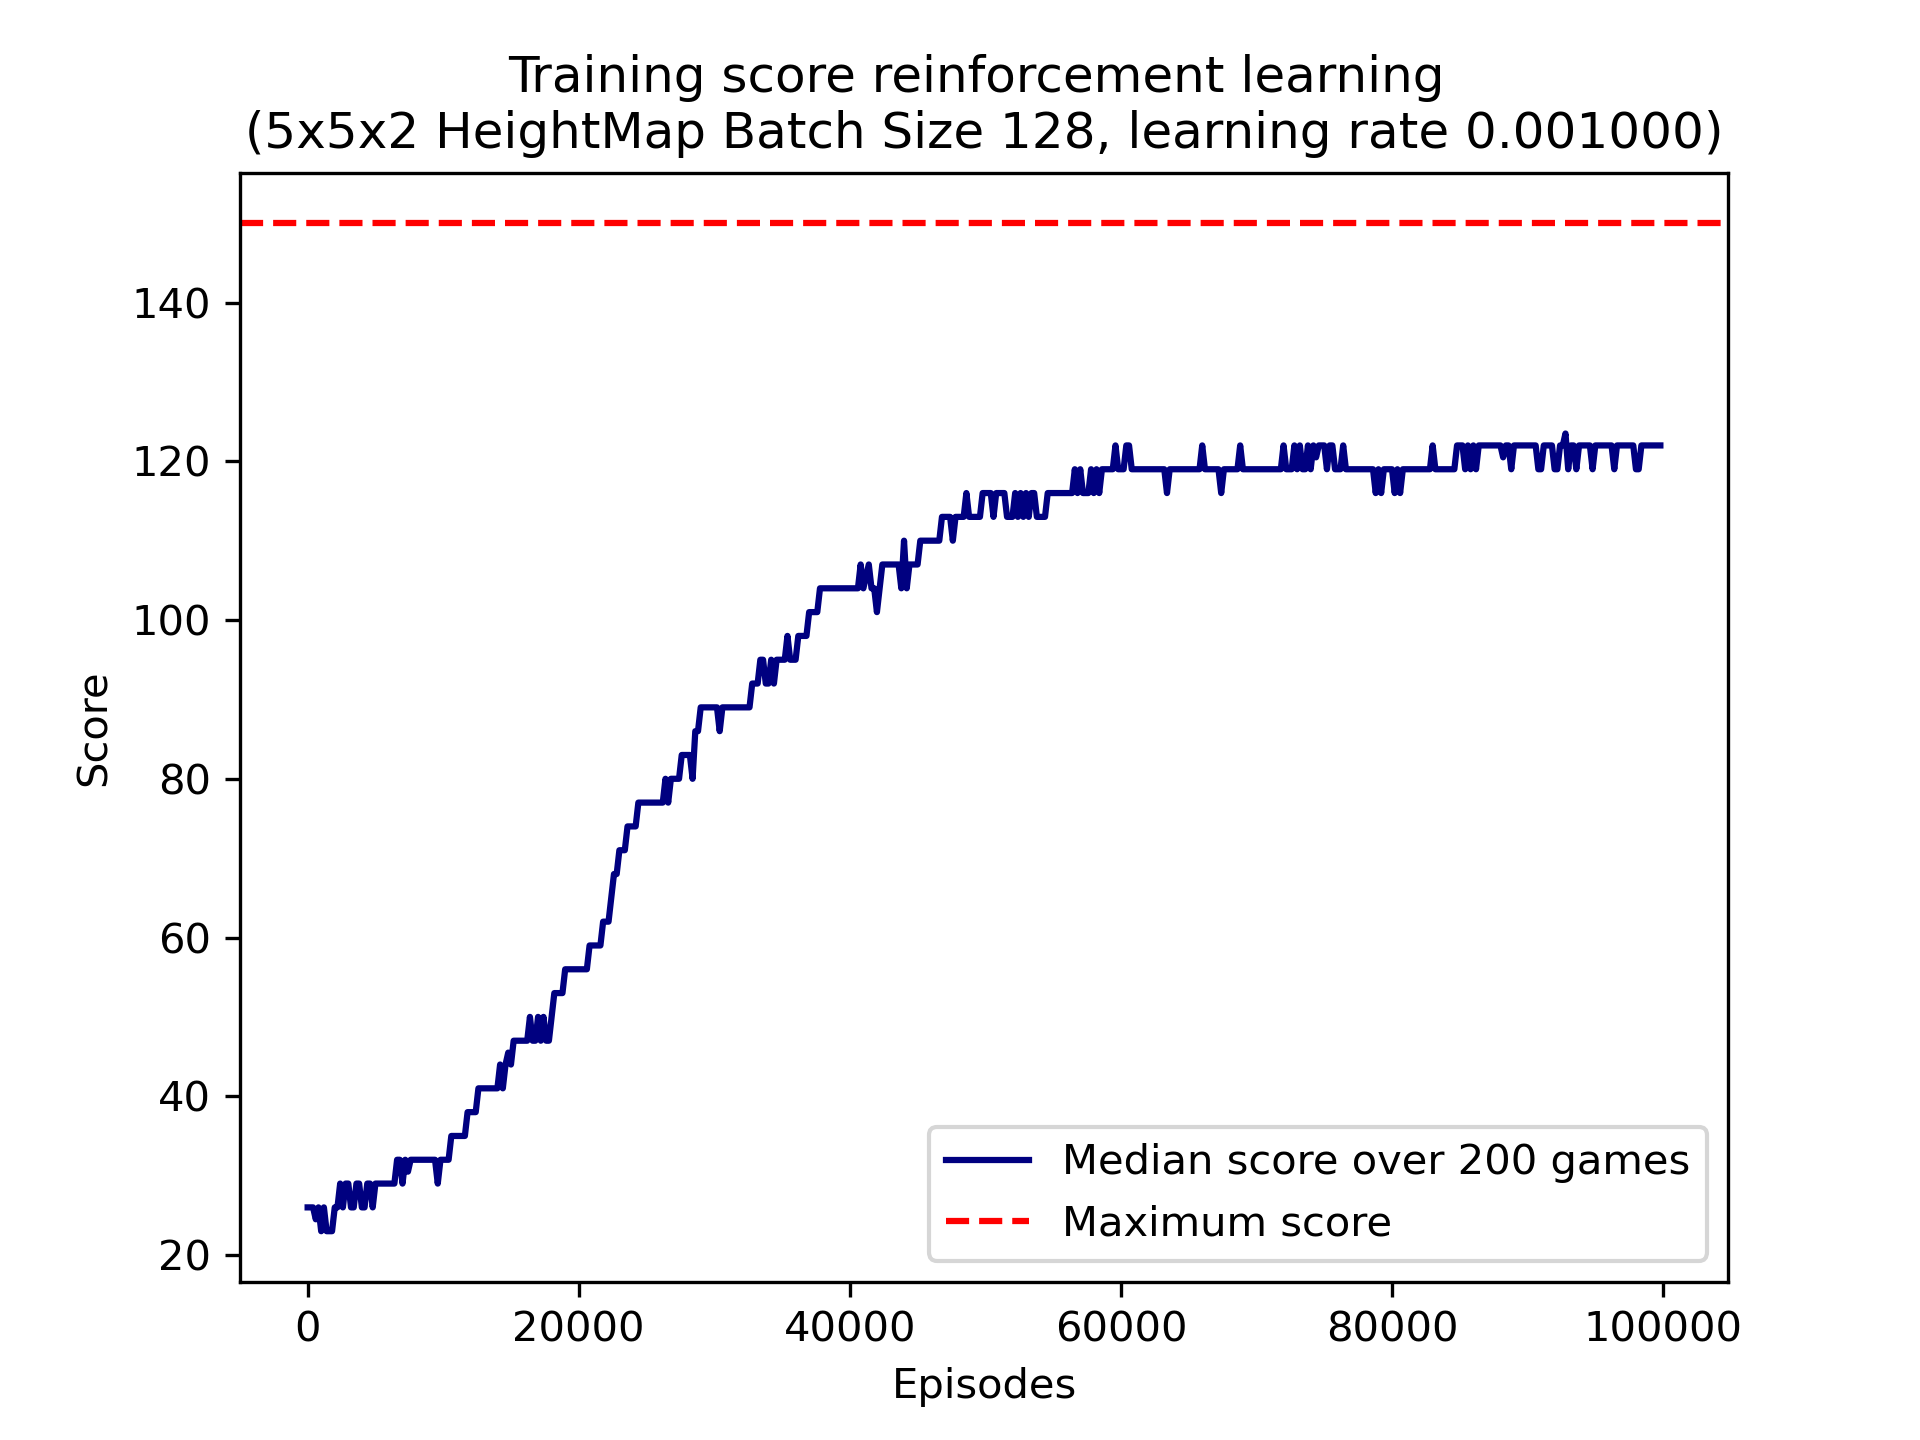 Training score reinforcement learning
(5x5x2 HeightMap Batch Size 128, learning rate 0.001000)
140
120
100
80
60
40
20
Score
Median score over 200 games
Maximum score
0 20000 40000 60000 80000 100000
Episodes